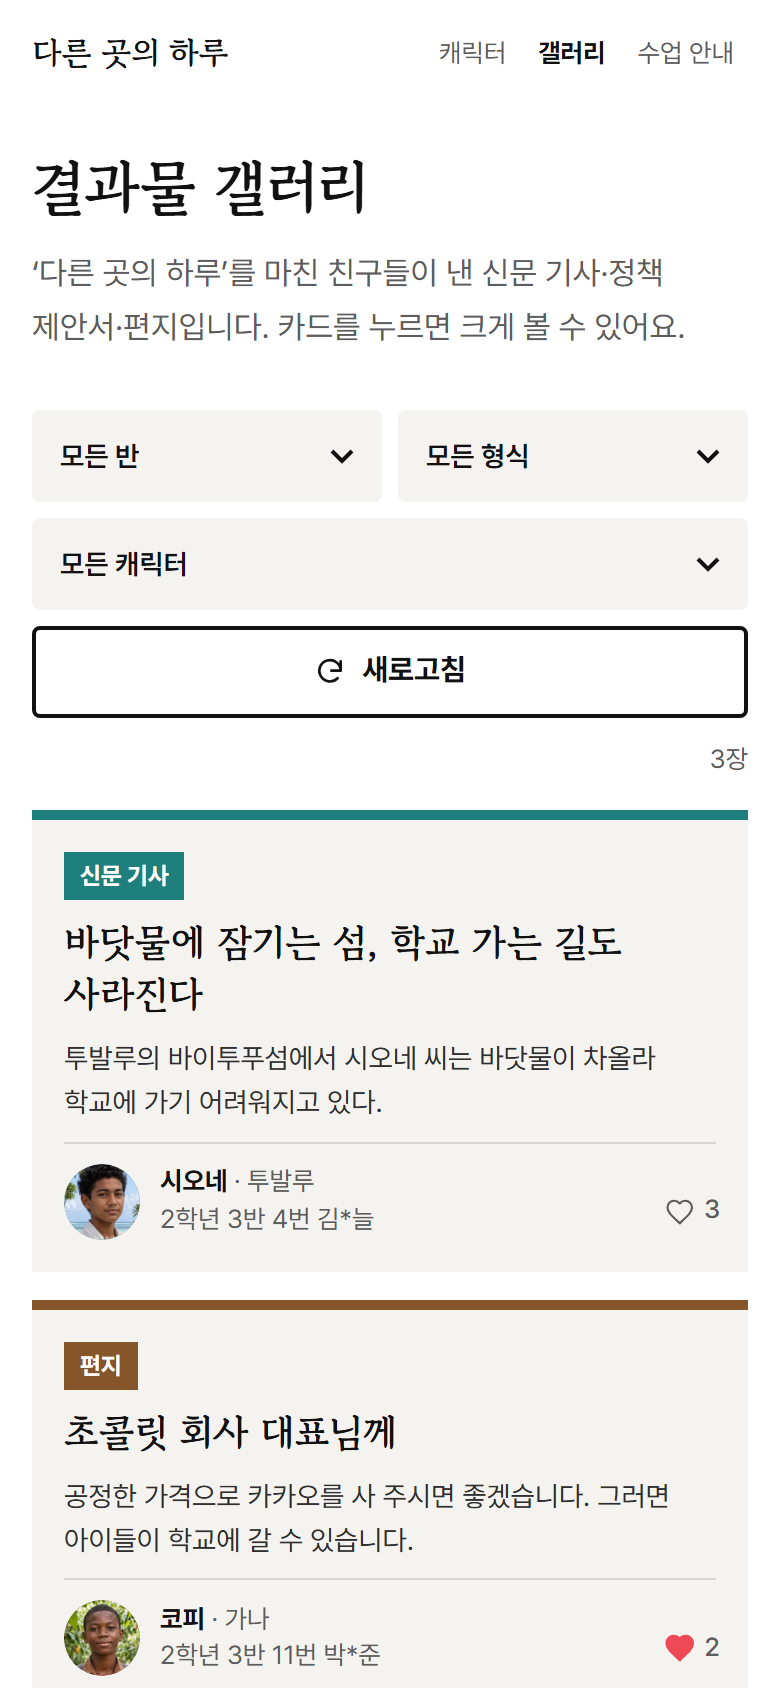 다른 곳의 하루
캐릭터 갤러리 수업 안내
결과물 갤러리
‘다른 곳의 하루’를 마친 친구들이 낸 신문 기사·정책
제안서·편지입니다. 카드를 누르면 크게 볼 수 있어요.
모든 반
모든 형식
모든 캐릭터
새로고침
3장
신문 기사
바닷물에 잠기는 섬, 학교 가는 길도
사라진다
투발루의 바이투푸섬에서 시오네 씨는 바닷물이 차올라
학교에 가기 어려워지고 있다.
시오네 · 투발루
2학년 3반 4번 김*늘
3
편지
초콜릿 회사 대표님께
공정한 가격으로 카카오를 사 주시면 좋겠습니다. 그러면
아이들이 학교에 갈 수 있습니다.
코피 · 가나
2학년 3반 11번 박*준
2